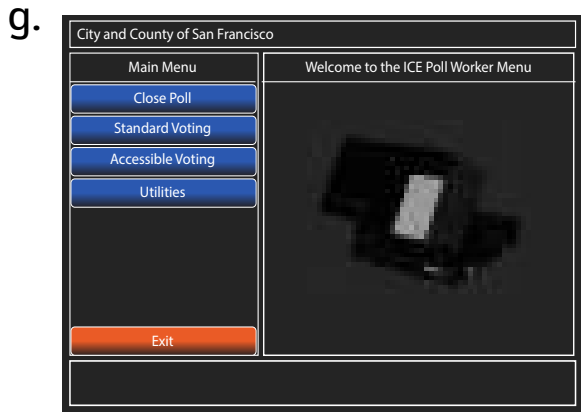 g.
City and County of San Francisco
Main Menu
Welcome to the ICE Poll Worker Menu
Close Poll
Standard Voting
Accessible Voting
Utilities
Exit